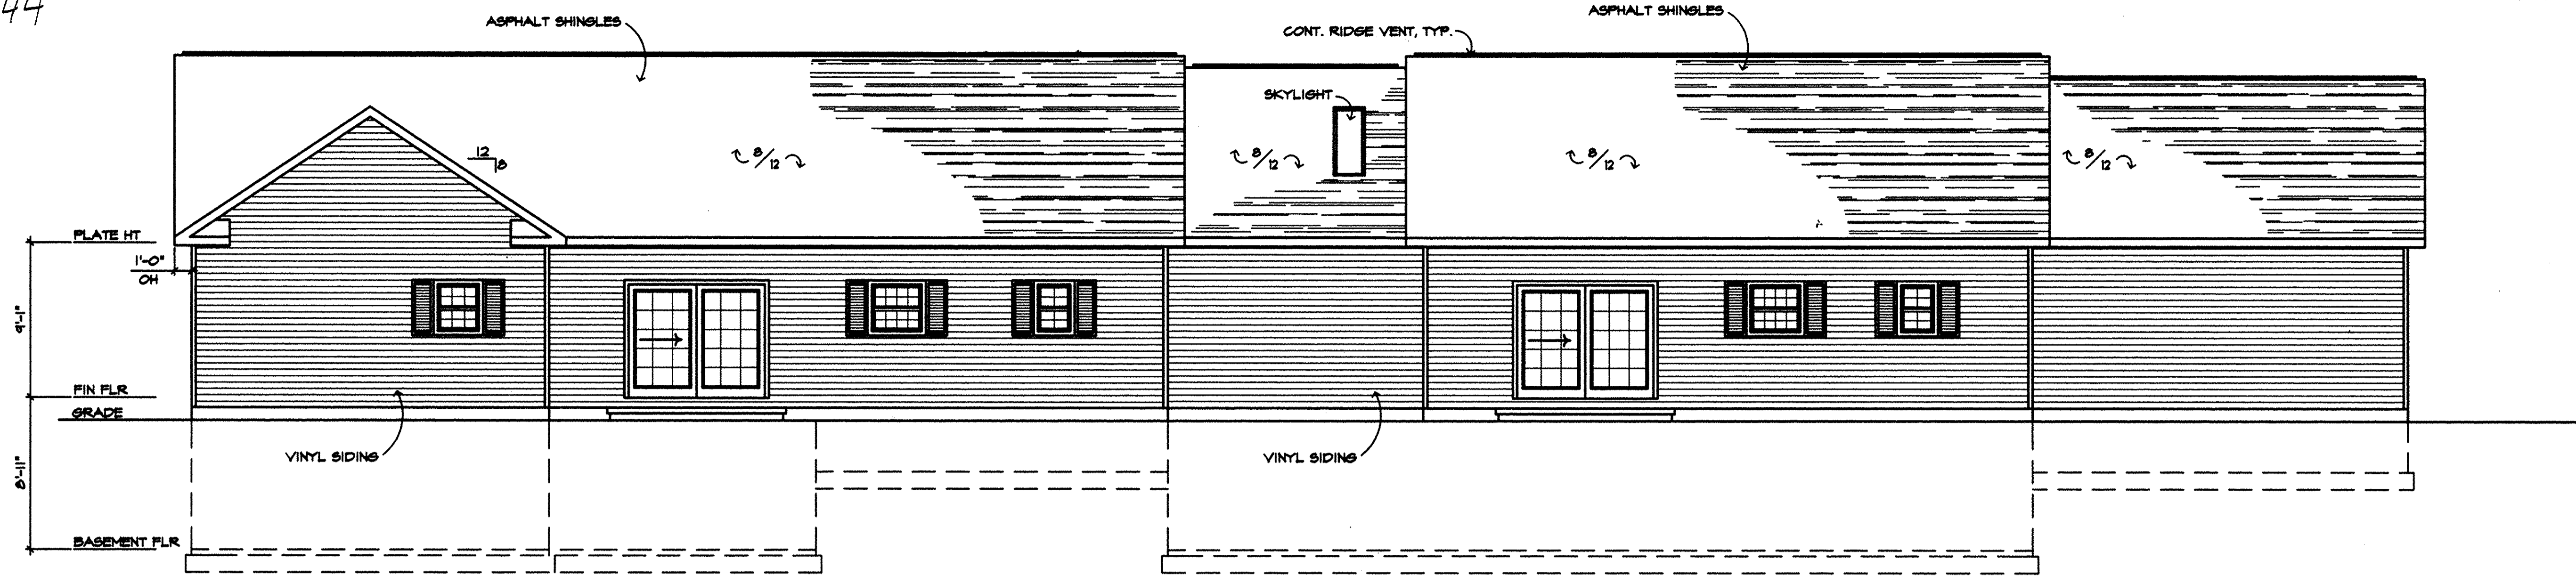 44
ASPHALT SHINGLES
CONT. RIDGE VENT, TYP.
ASPHALT SHINGLES
SKYLIGHT
12
8
8/12
8/12
8/12
8/12
PLATE HT
1'-0"
OH
9'-1"
FIN FLR
GRADE
VINYL SIDING
VINYL SIDING
8'-11"
BASEMENT FLR